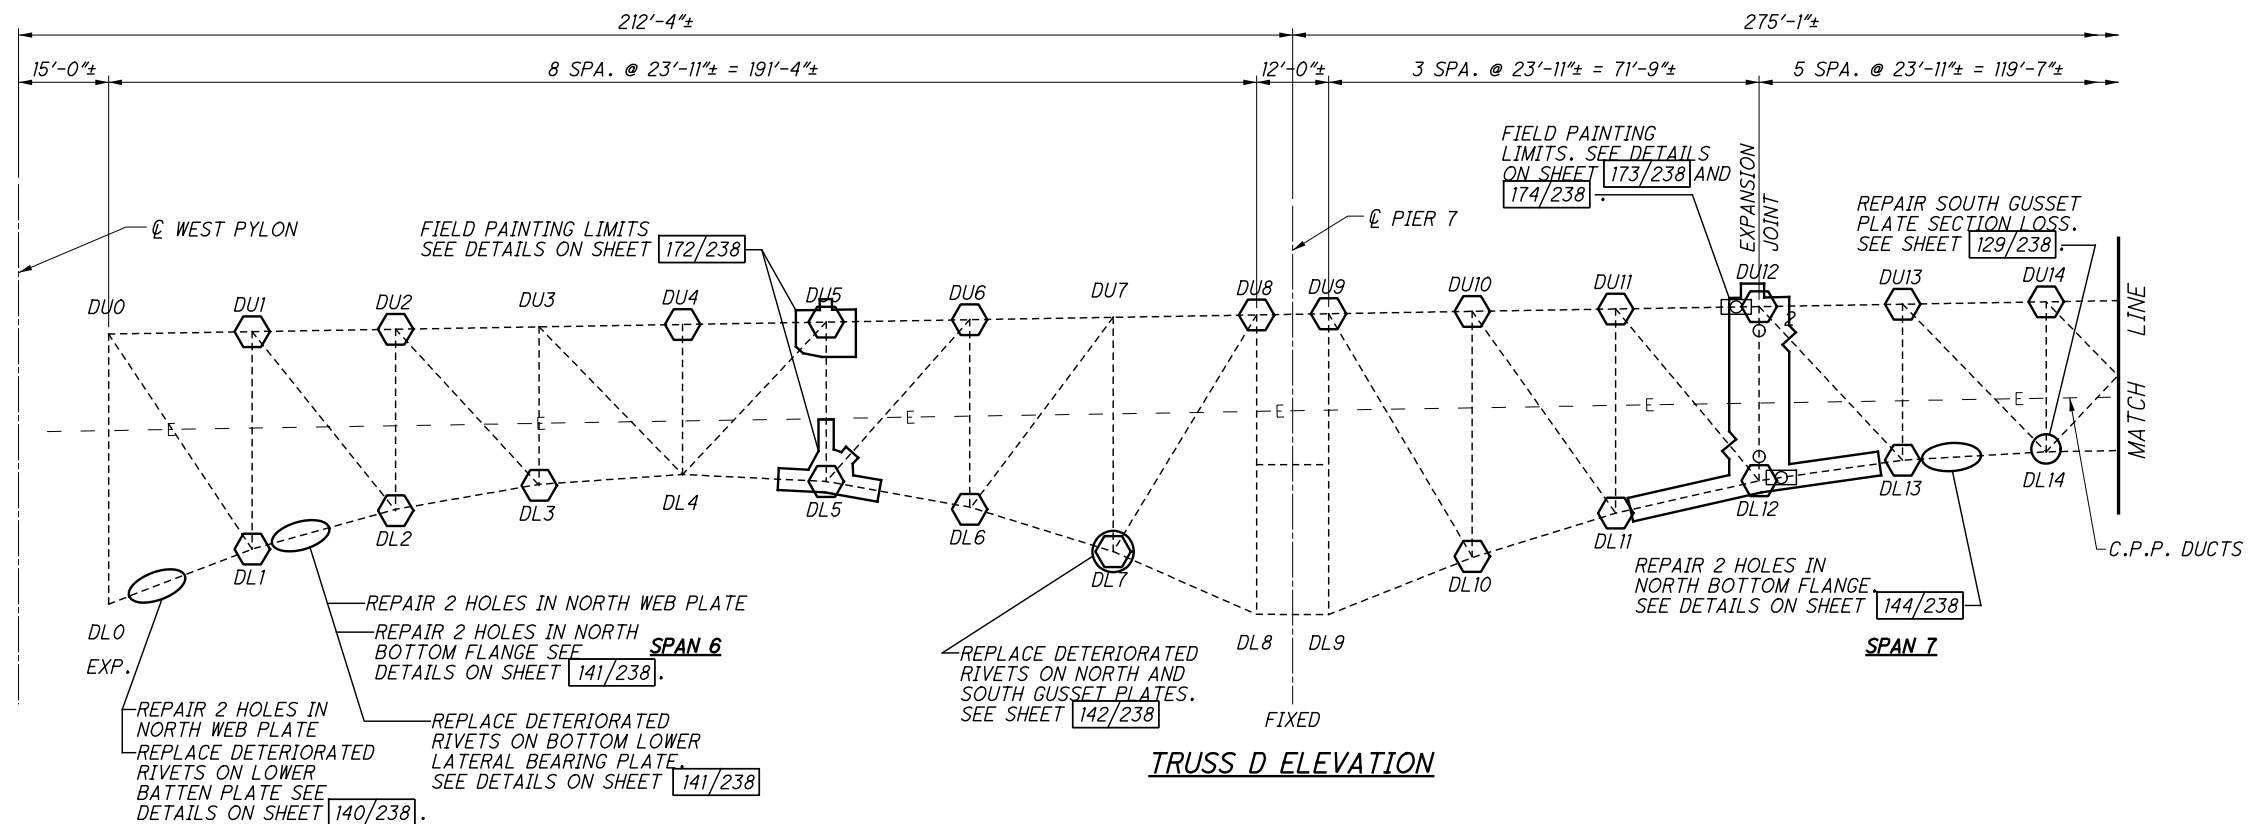 212'-4"±
275'-1"±
15'-0"±
8 SPA. @ 23'-11"± = 191'-4"±
12'-0"±
3 SPA. @ 23'-11"± = 71'-9"±
5 SPA. @ 23'-11"± = 119'-7"±
FIELD PAINTING
LIMITS. SEE DETAILS
ON SHEET 173/238 AND
174/238 .
EXPANSION
JOINT
REPAIR SOUTH GUSSET
PLATE SECTION LOSS.
SEE SHEET 129/238 .
℄ WEST PYLON
FIELD PAINTING LIMITS
SEE DETAILS ON SHEET 172/238
℄ PIER 7
DU0
DU1
DU2
DU3
DU4
DU5
DU6
DU7
DU8
DU9
DU10
DU11
DU12
DU13
DU14
2
MATCH LINE
E
E
E
E
E
E
DL0
DL1
DL2
DL3
DL4
DL5
DL6
DL7
DL8
DL9
DL10
DL11
DL12
DL13
DL14
C.P.P. DUCTS
EXP.
REPAIR 2 HOLES IN NORTH WEB PLATE
REPAIR 2 HOLES IN NORTH
BOTTOM FLANGE SEE
DETAILS ON SHEET 141/238 .
SPAN 6
REPAIR 2 HOLES IN
NORTH WEB PLATE
REPLACE DETERIORATED
RIVETS ON LOWER
BATTEN PLATE SEE
DETAILS ON SHEET 140/238 .
REPLACE DETERIORATED
RIVETS ON BOTTOM LOWER
LATERAL BEARING PLATE.
SEE DETAILS ON SHEET 141/238
REPLACE DETERIORATED
RIVETS ON NORTH AND
SOUTH GUSSET PLATES.
SEE SHEET 142/238
FIXED
REPAIR 2 HOLES IN
NORTH BOTTOM FLANGE.
SEE DETAILS ON SHEET 144/238
SPAN 7
TRUSS D ELEVATION